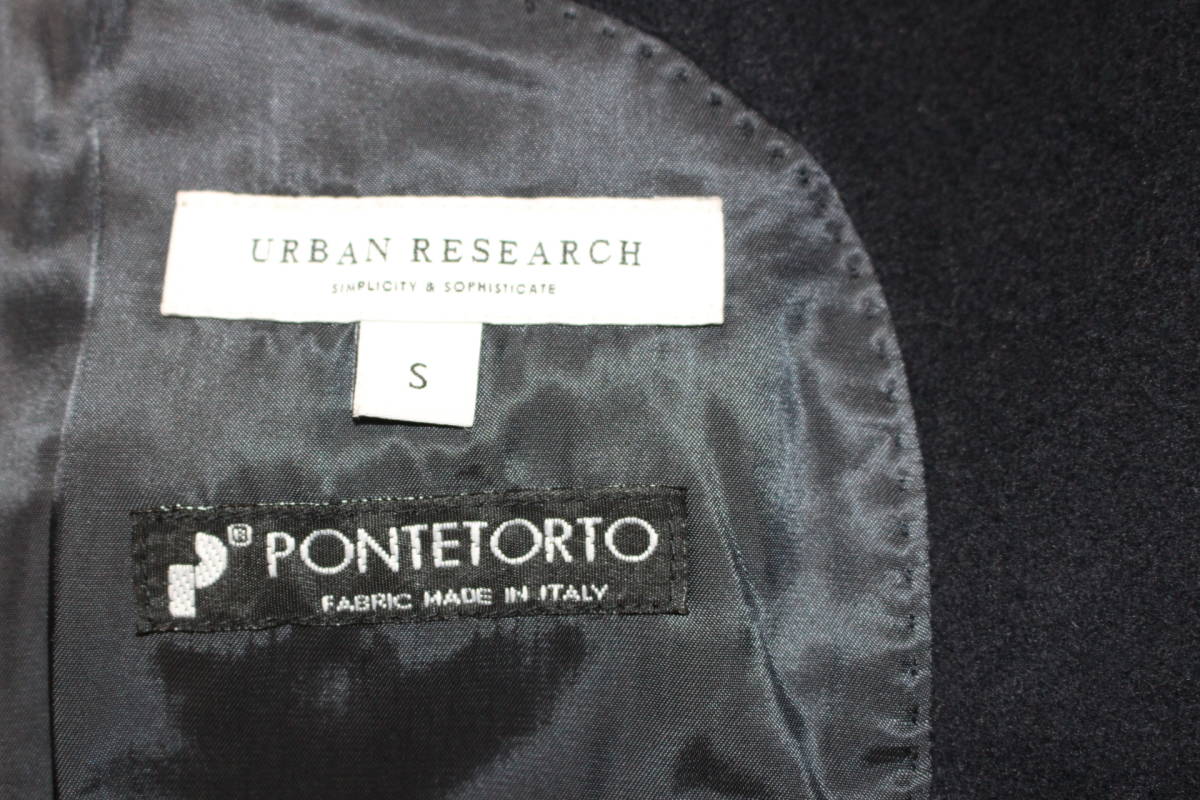 URBAN RESEARCH
SIMPLICITY & SOPHISTICATE
S
® PONTETORTO
FABRIC MADE IN ITALY